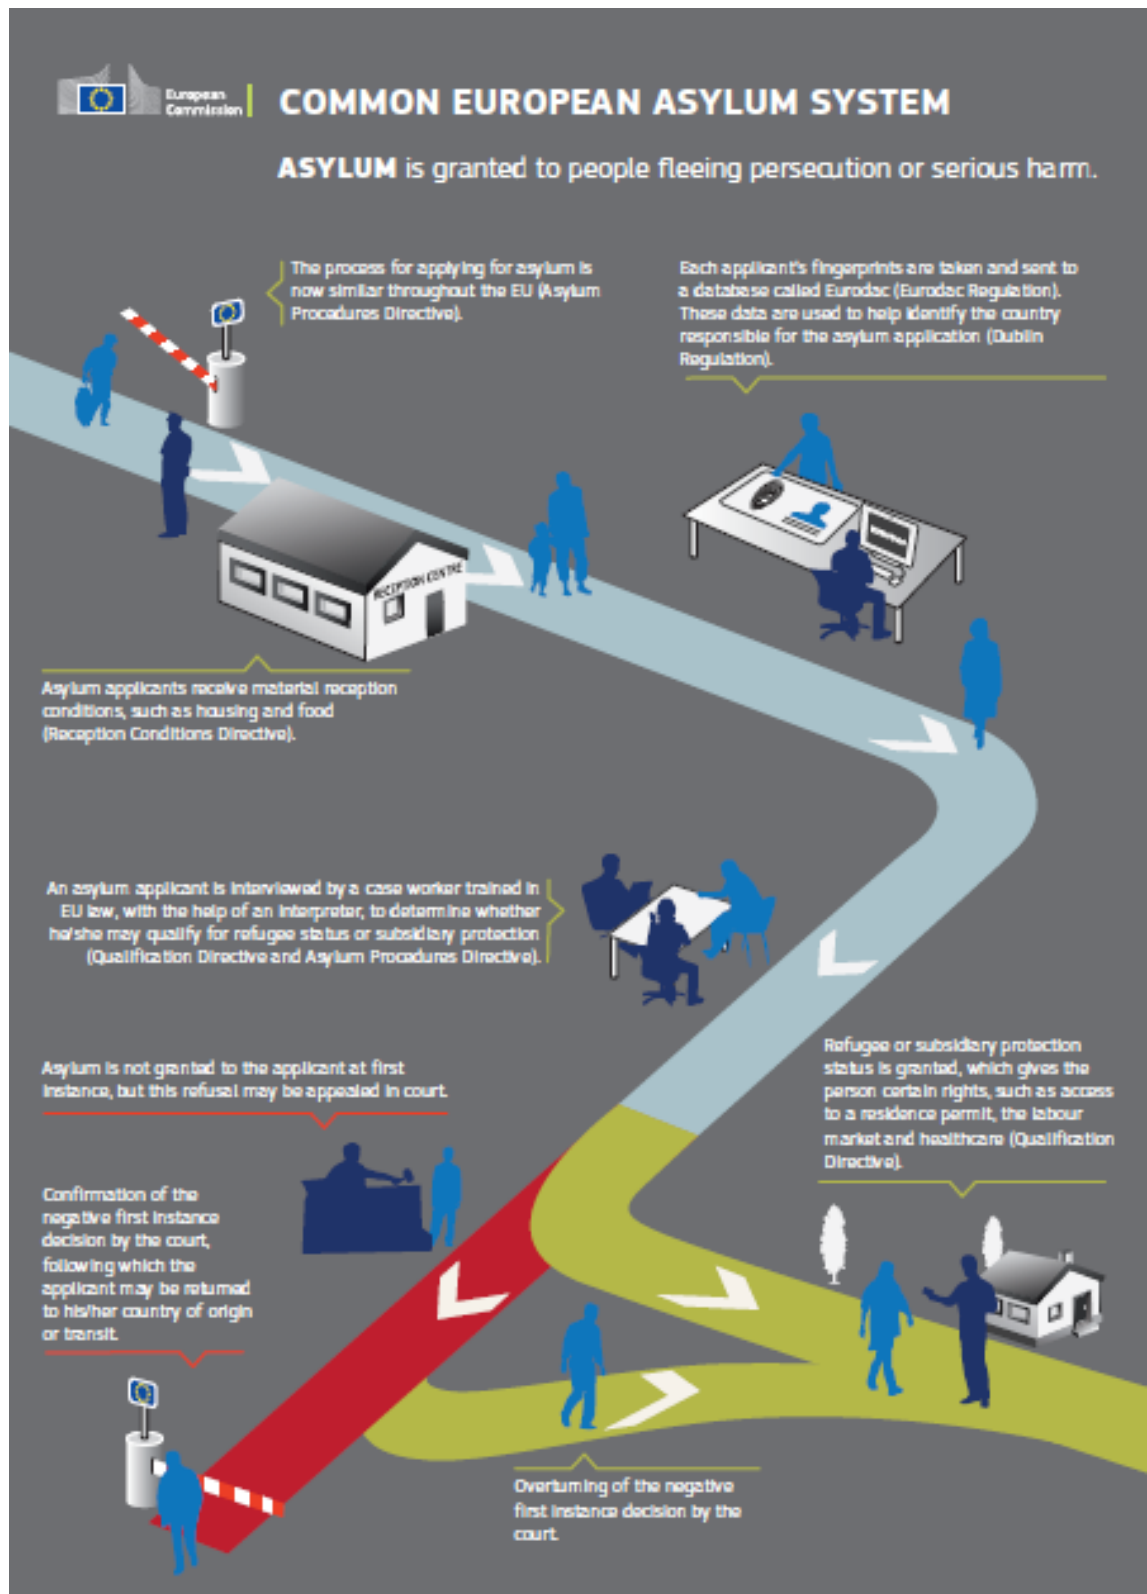 European
Commission
COMMON EUROPEAN ASYLUM SYSTEM
ASYLUM is granted to people fleeing persecution or serious harm.
The process for applying for asylum is
now similar throughout the EU (Asylum
Procedures Directive).
Each applicant's fingerprints are taken and sent to
a database called Eurodac (Eurodac Regulation).
These data are used to help identify the country
responsible for the asylum application (Dublin
Regulation).
RECEPTION CENTRE
Asylum applicants receive material reception
conditions, such as housing and food
(Reception Conditions Directive).
An asylum applicant is interviewed by a case worker trained in
EU law, with the help of an interpreter, to determine whether
he/she may qualify for refugee status or subsidiary protection
(Qualification Directive and Asylum Procedures Directive).
Asylum is not granted to the applicant at first
instance, but this refusal may be appealed in court.
Refugee or subsidiary protection
status is granted, which gives the
person certain rights, such as access
to a residence permit, the labour
market and healthcare (Qualification
Directive).
Confirmation of the
negative first instance
decision by the court,
following which the
applicant may be returned
to his/her country of origin
or transit.
Overturning of the negative
first instance decision by the
court.